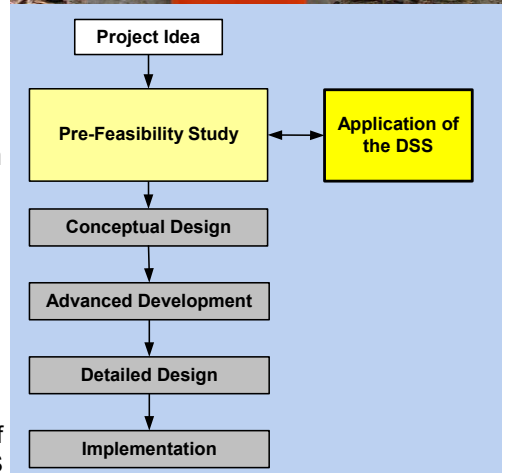 Project Idea
Pre-Feasibility Study
Application of
the DSS
Conceptual Design
Advanced Development
Detailed Design
Implementation